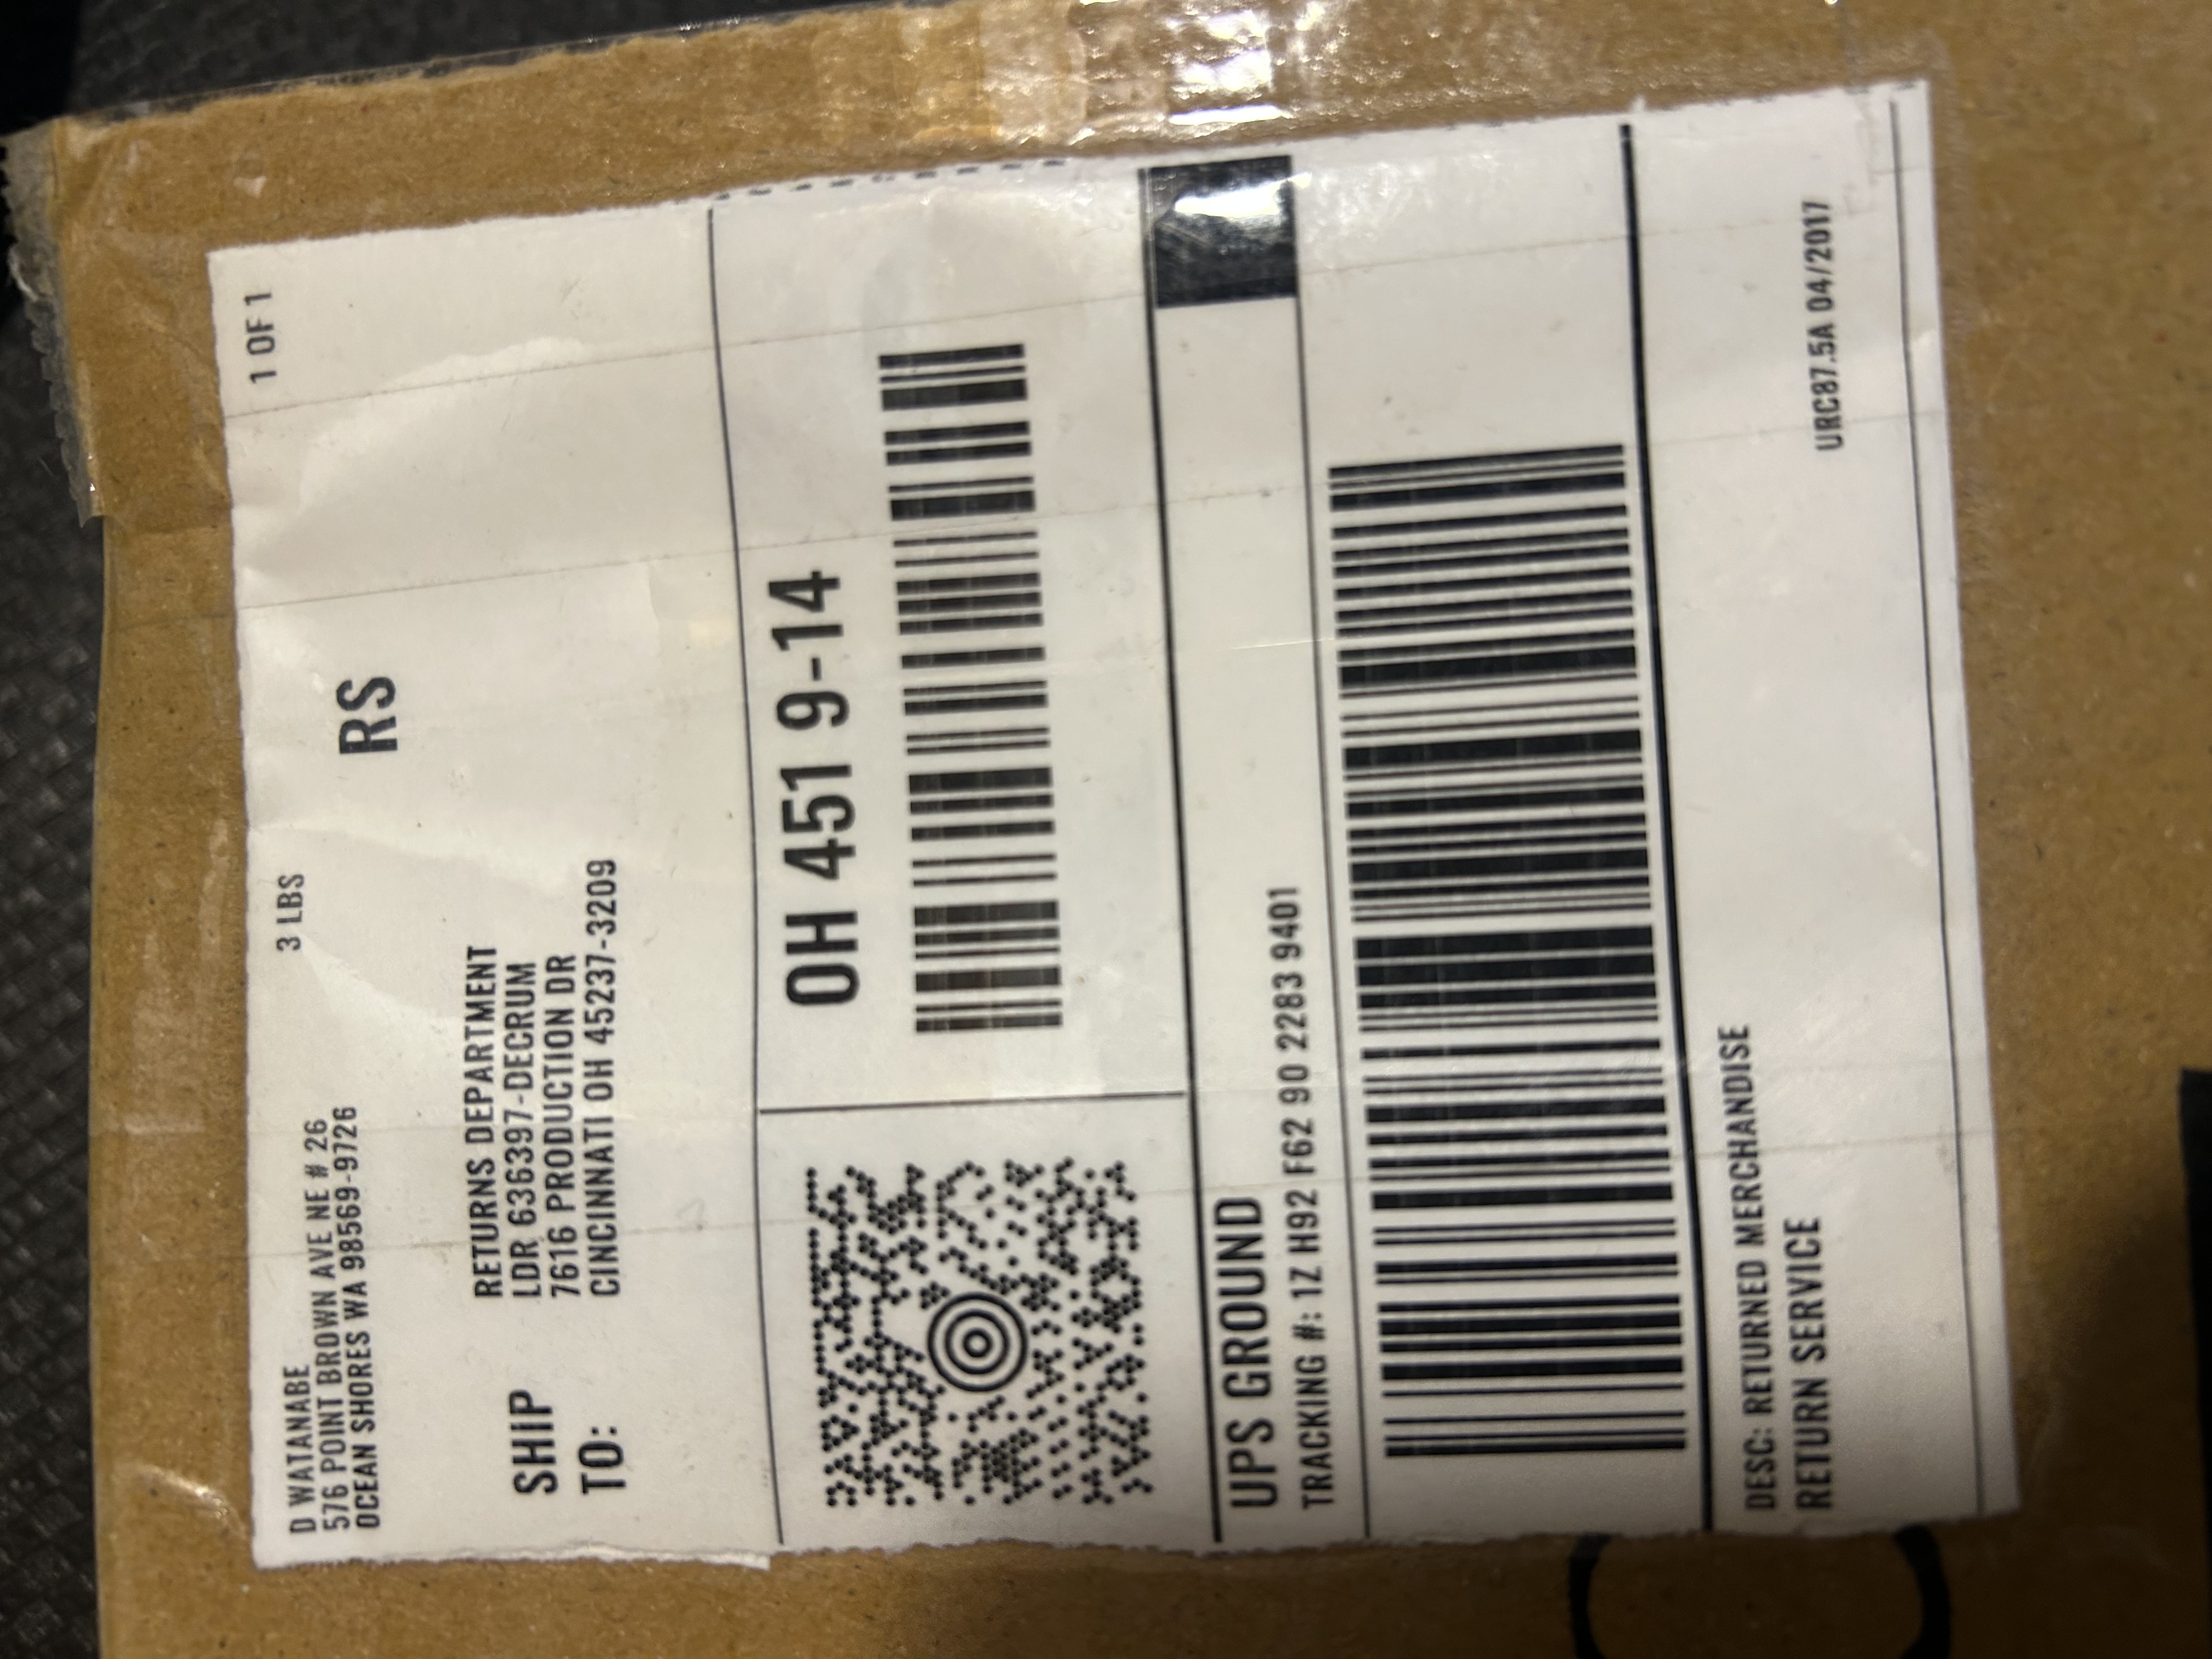 D WATANABE
576 POINT BROWN AVE NE # 26
OCEAN SHORES WA 98569-9726
3 LBS
1 OF 1
RS
SHIP
TO:
RETURNS DEPARTMENT
LDR 636397-DECRUM
7616 PRODUCTION DR
CINCINNATI OH 45237-3209
OH 451 9-14
UPS GROUND
TRACKING #: 1Z H92 F62 90 2283 9401
DESC: RETURNED MERCHANDISE
RETURN SERVICE
URC87.5A 04/2017